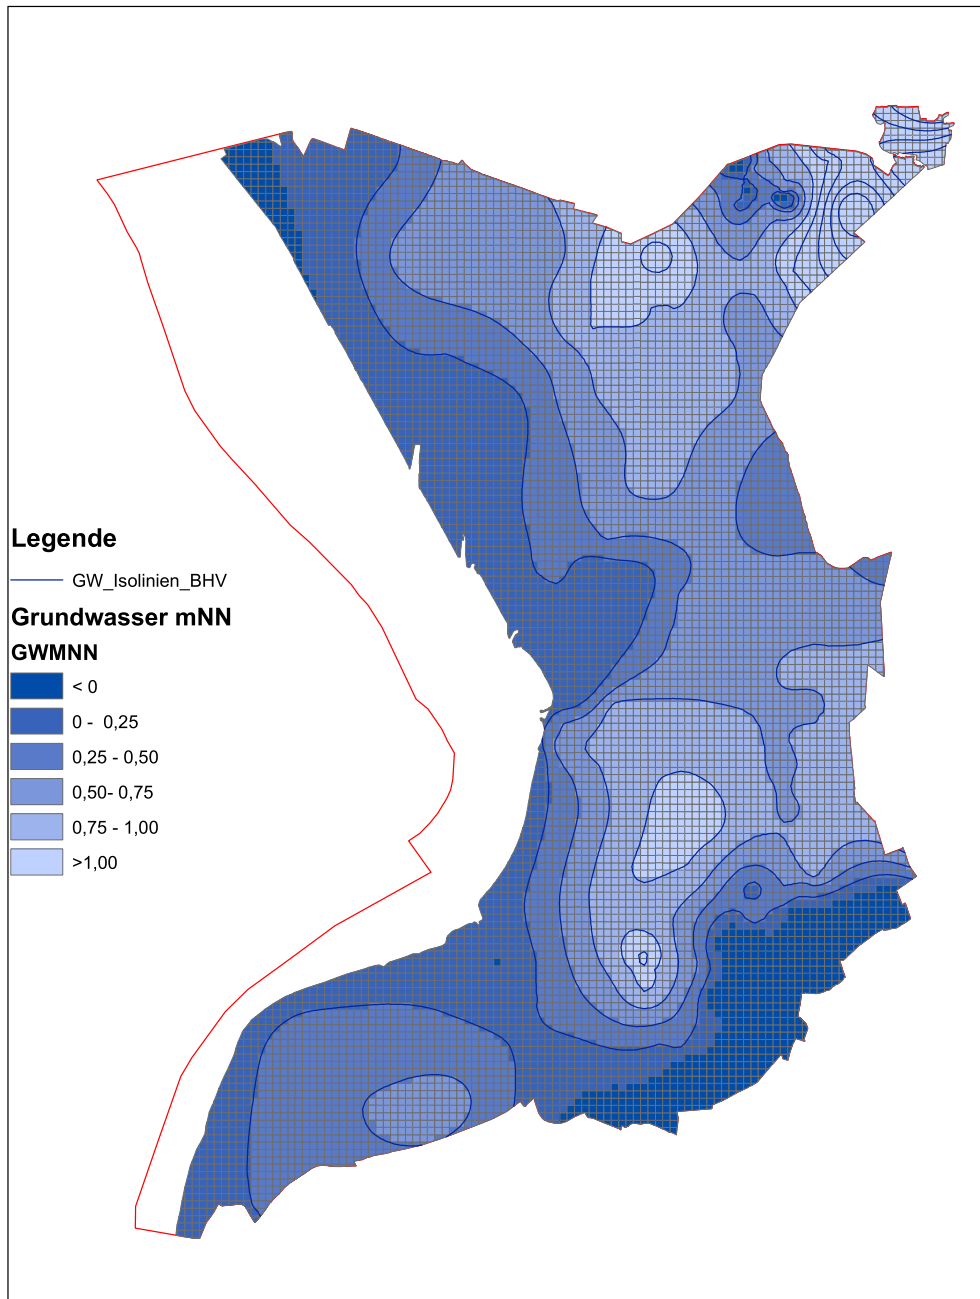 Legende
GW_Isolinien_BHV
Grundwasser mNN
GWMNN
< 0
0 - 0,25
0,25 - 0,50
0,50- 0,75
0,75 - 1,00
>1,00